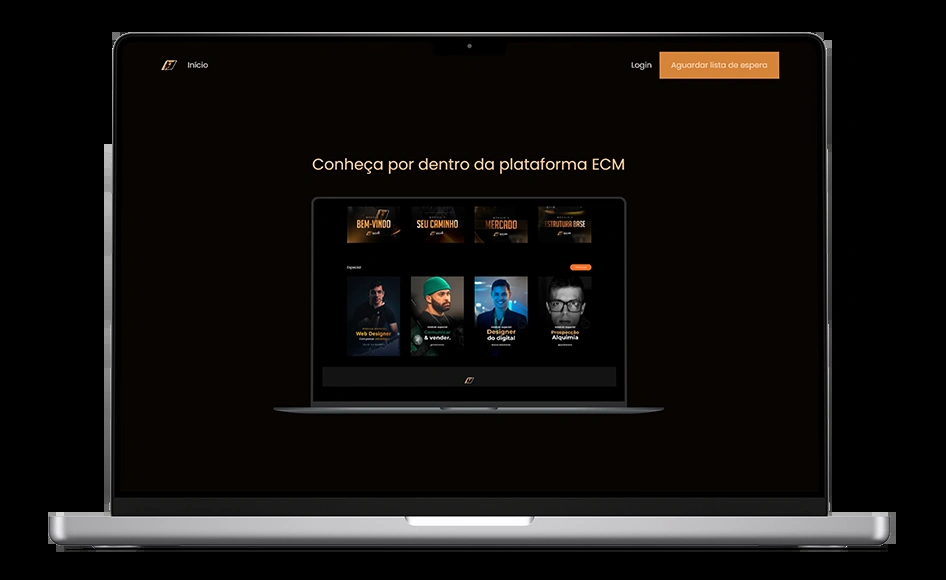 Início
Login
Aguardar lista de espera
Conheça por dentro da plataforma ECM
BEM-VINDO
SEU CAMINHO
MERCADO
ESTRUTURA BASE
Especial
Web Designer
Comunicar
& vender.
Designer
do digital
Prospecção
Alquimia